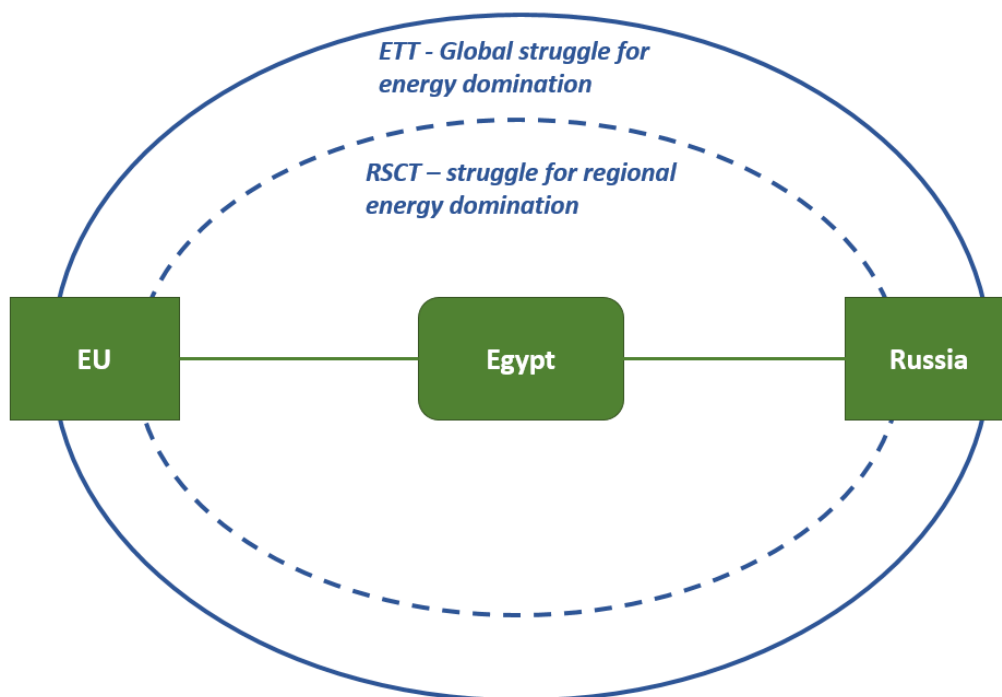 ETT - Global struggle for
energy domination
RSCT – struggle for regional
energy domination
EU
Egypt
Russia